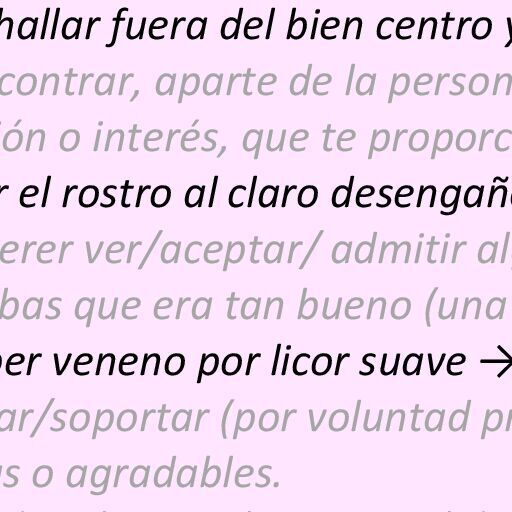 hallar fuera del bien centro y
contrar, aparte de la person
ión o interés, que te proporc
r el rostro al claro desengañ
erer ver/aceptar/ admitir al
bas que era tan bueno (una
ber veneno por licor suave →
ar/soportar (por voluntad pr
s o agradables.